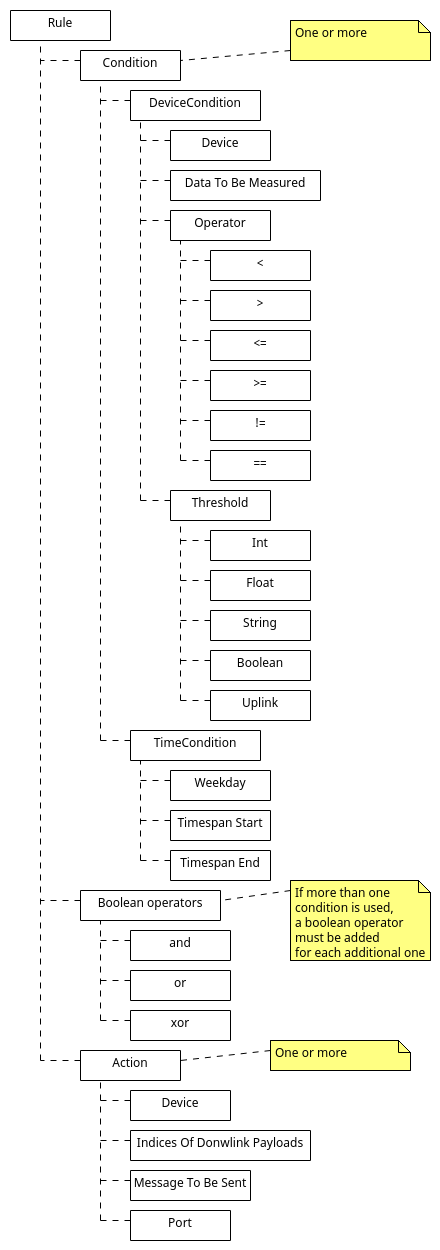 Rule
One or more
Condition
DeviceCondition
Device
Data To Be Measured
Operator
<
>
<=
>=
!=
==
Threshold
Int
Float
String
Boolean
Uplink
TimeCondition
Weekday
Timespan Start
Timespan End
If more than one
condition is used,
a boolean operator
must be added
for each additional one
Boolean operators
and
or
xor
One or more
Action
Device
Indices Of Donwlink Payloads
Message To Be Sent
Port